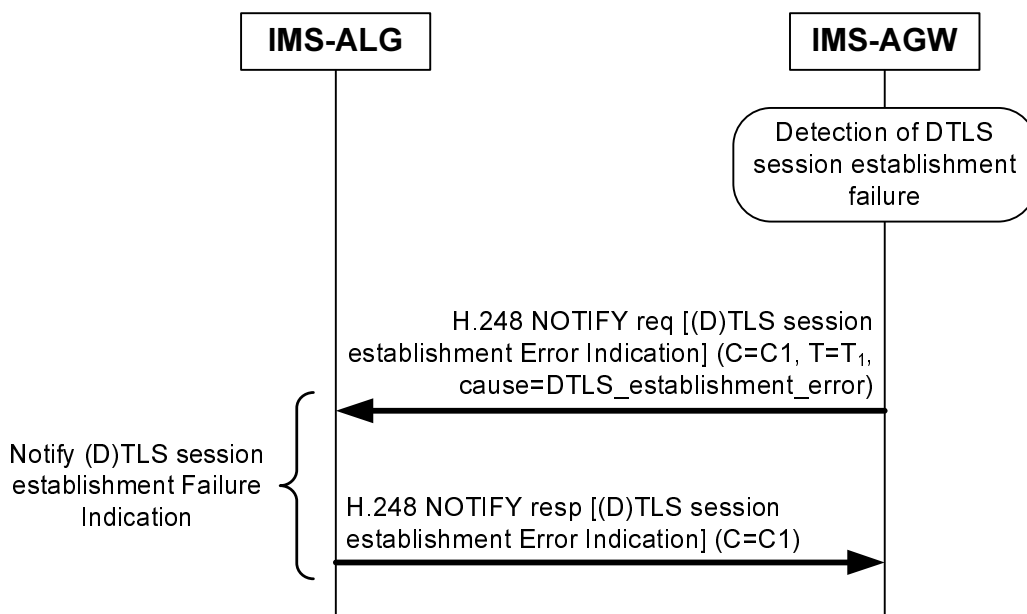 IMS-ALG
IMS-AGW
Detection of DTLS
session establishment
failure
H.248 NOTIFY req [(D)TLS session
establishment Error Indication] (C=C1, T=T₁,
cause=DTLS_establishment_error)
Notify (D)TLS session
establishment Failure
Indication
H.248 NOTIFY resp [(D)TLS session
establishment Error Indication] (C=C1)